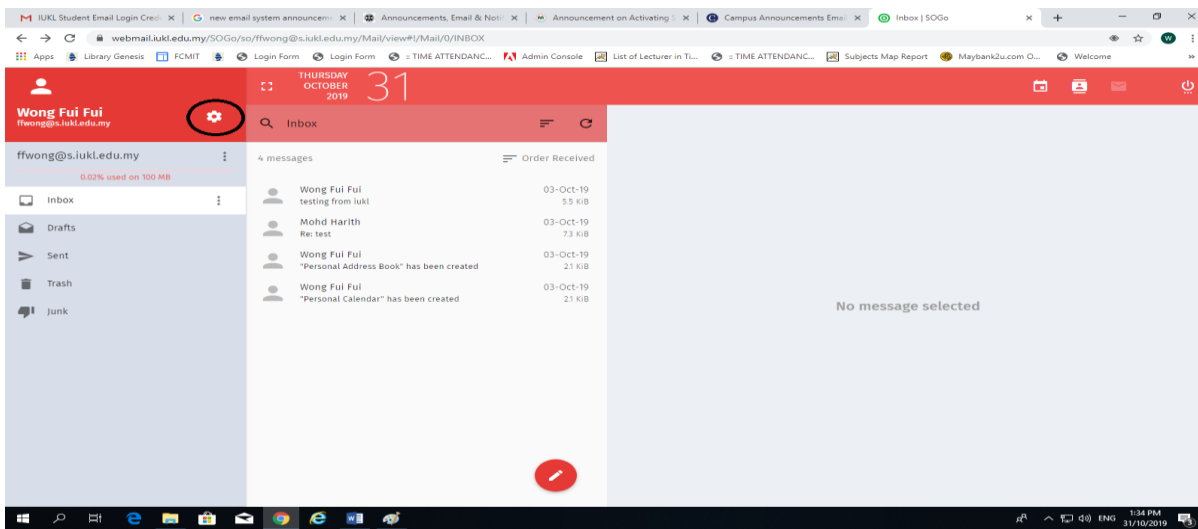 IUKL Student Email Login Cred
new email system announceme
Announcements, Email & Noti
Announcement on Activating S
Campus Announcements Emai
Inbox | SOGo
webmail.iukl.edu.my/SOGo/so/ffwong@s.iukl.edu.my/Mail/view#!/Mail/0/INBOX
W
Apps Library Genesis FCMIT Login Form Login Form :: TIME ATTENDANC... Admin Console List of Lecturer in Ti... :: TIME ATTENDANC... Subjects Map Report Maybank2u.com O... Welcome »
THURSDAY
OCTOBER
2019
31
Wong Fui Fui
ffwong@s.iukl.edu.my
Inbox
ffwong@s.iukl.edu.my
0.02% used on 100 MB
Inbox
Drafts
Sent
Trash
Junk
4 messages Order Received
Wong Fui Fui 03-Oct-19
testing from iukl 5.5 KiB
Mohd Harith 03-Oct-19
Re: test 7.3 KiB
Wong Fui Fui 03-Oct-19
"Personal Address Book" has been created 2.1 KiB
Wong Fui Fui 03-Oct-19
"Personal Calendar" has been created 2.1 KiB
No message selected
ENG
1:34 PM
31/10/2019